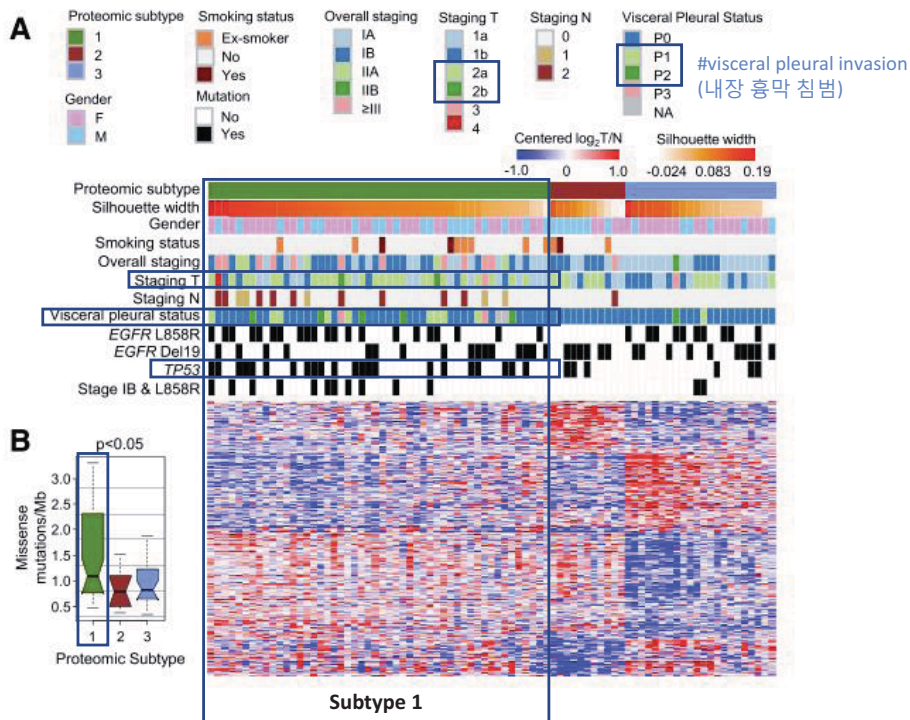 A
Proteomic subtype
1
2
3
Gender
F
M
Smoking status
Ex-smoker
No
Yes
Mutation
No
Yes
Overall staging
IA
IB
IIA
IIB
≥III
Staging T
1a
1b
2a
2b
3
4
Staging N
0
1
2
Visceral Pleural Status
P0
P1
P2
P3
NA
#visceral pleural invasion
(내장 흉막 침범)
Centered log2T/N
-1.0 0 1.0
Silhouette width
-0.024 0.083 0.19
Proteomic subtype
Silhouette width
Gender
Smoking status
Overall staging
Staging T
Staging N
Visceral pleural status
EGFR L858R
EGFR Del19
TP53
Stage IB & L858R
B
p<0.05
Missense
mutations/Mb
3.0
2.5
2.0
1.5
1.0
0.5
1 2 3
Proteomic Subtype
Subtype 1